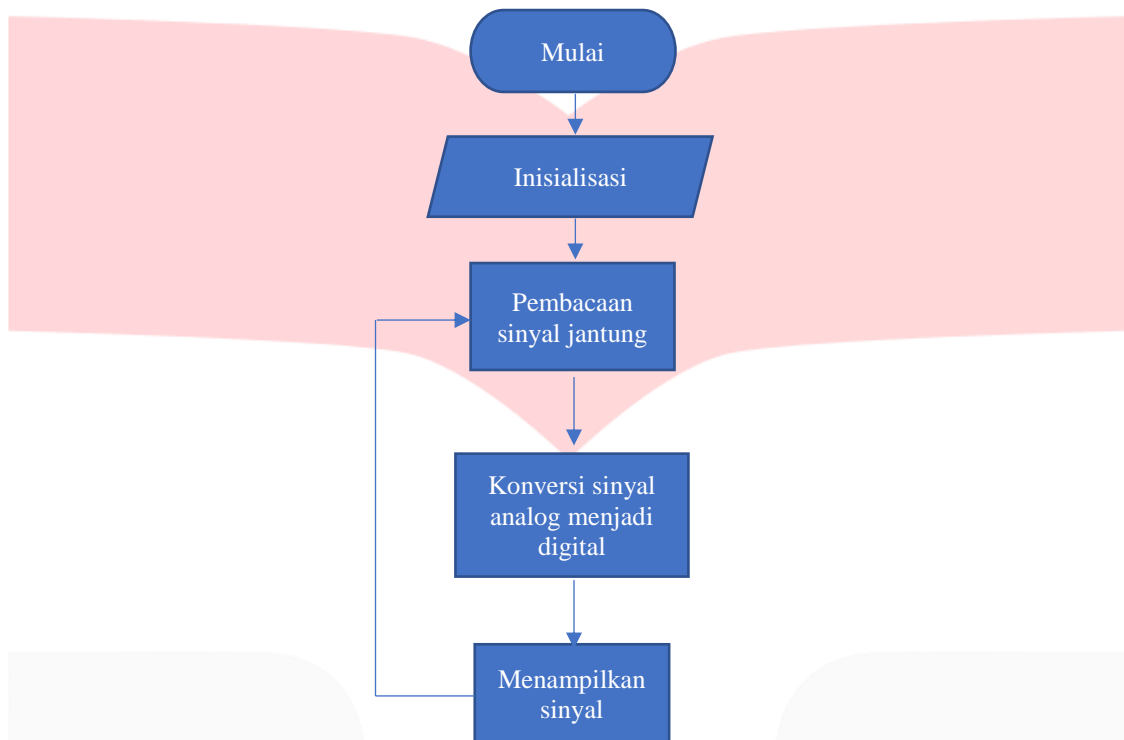 Mulai
Inisialisasi
Pembacaan
sinyal jantung
Konversi sinyal
analog menjadi
digital
Menampilkan
sinyal